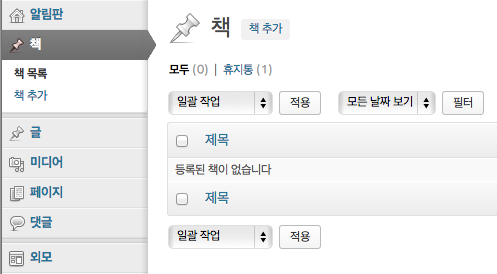 알림판
책
책 목록
책 추가
글
미디어
페이지
댓글
외모
책 책 추가
모두 (0) | 휴지통 (1)
일괄 작업 적용 모든 날짜 보기 필터
제목
등록된 책이 없습니다
제목
일괄 작업 적용